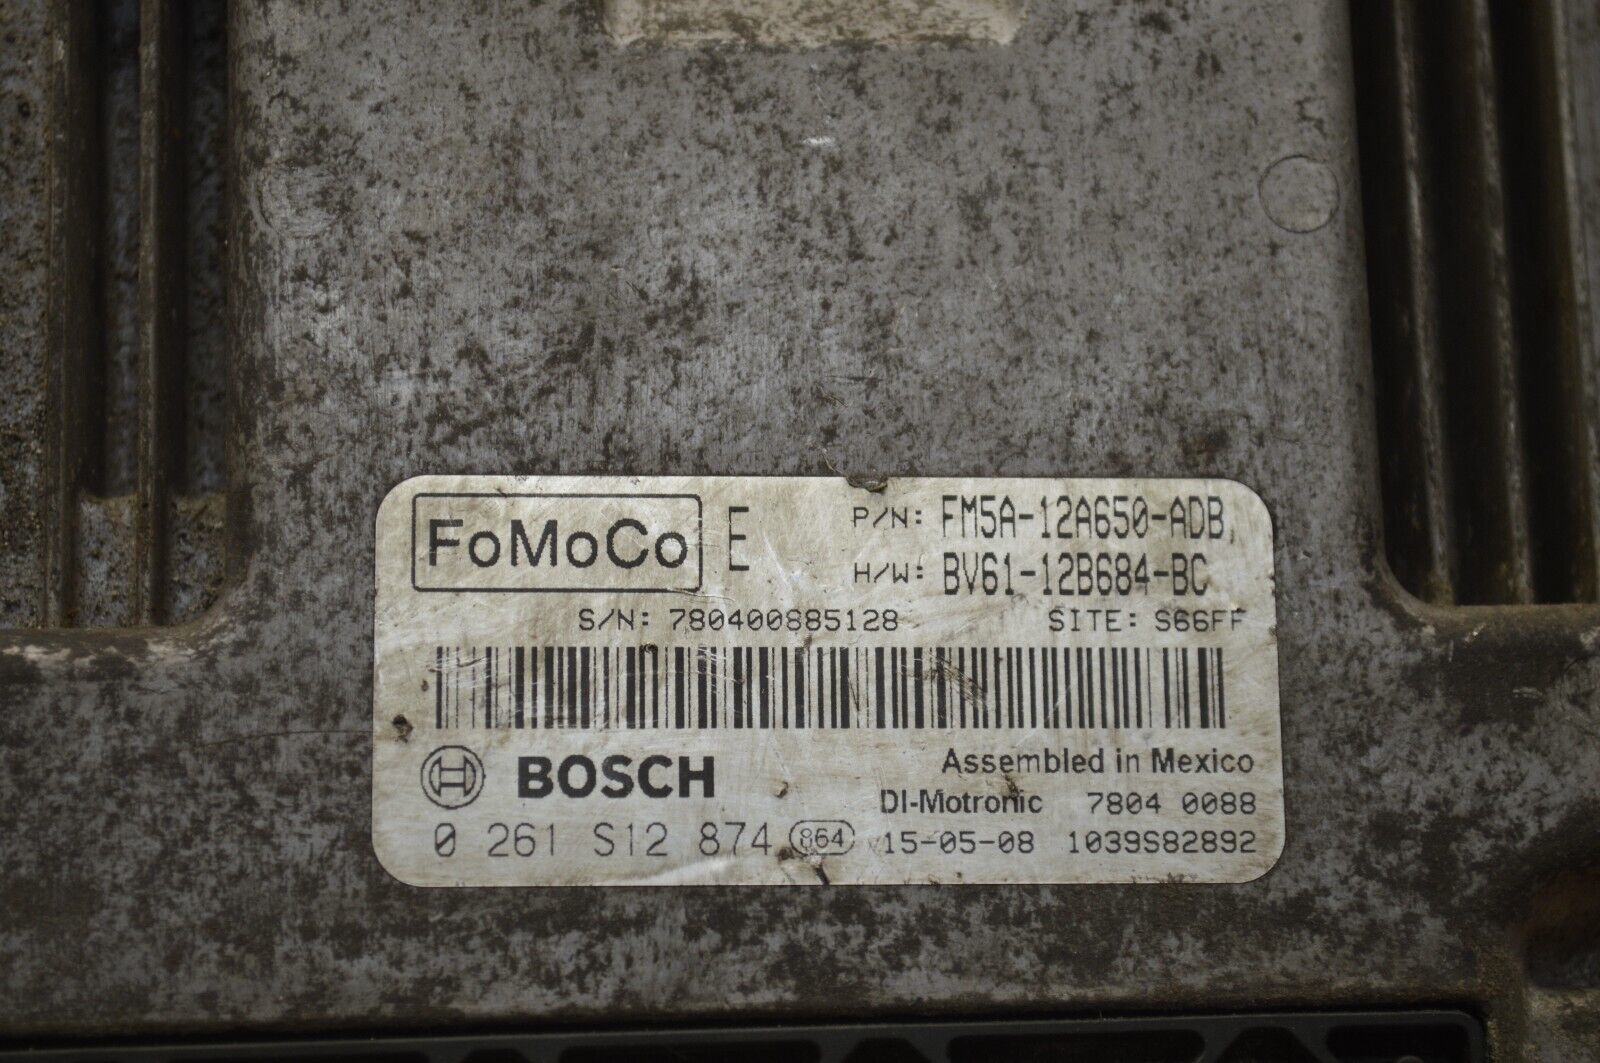 FoMoCo E P/N: FM5A-12A650-ADB,
H/W: BV61-12B684-BC
S/N: 780400885128 SITE: S66FF
BOSCH Assembled in Mexico
DI-Motronic 7804 0088
0 261 S12 874 864 15-05-08 1039S82892